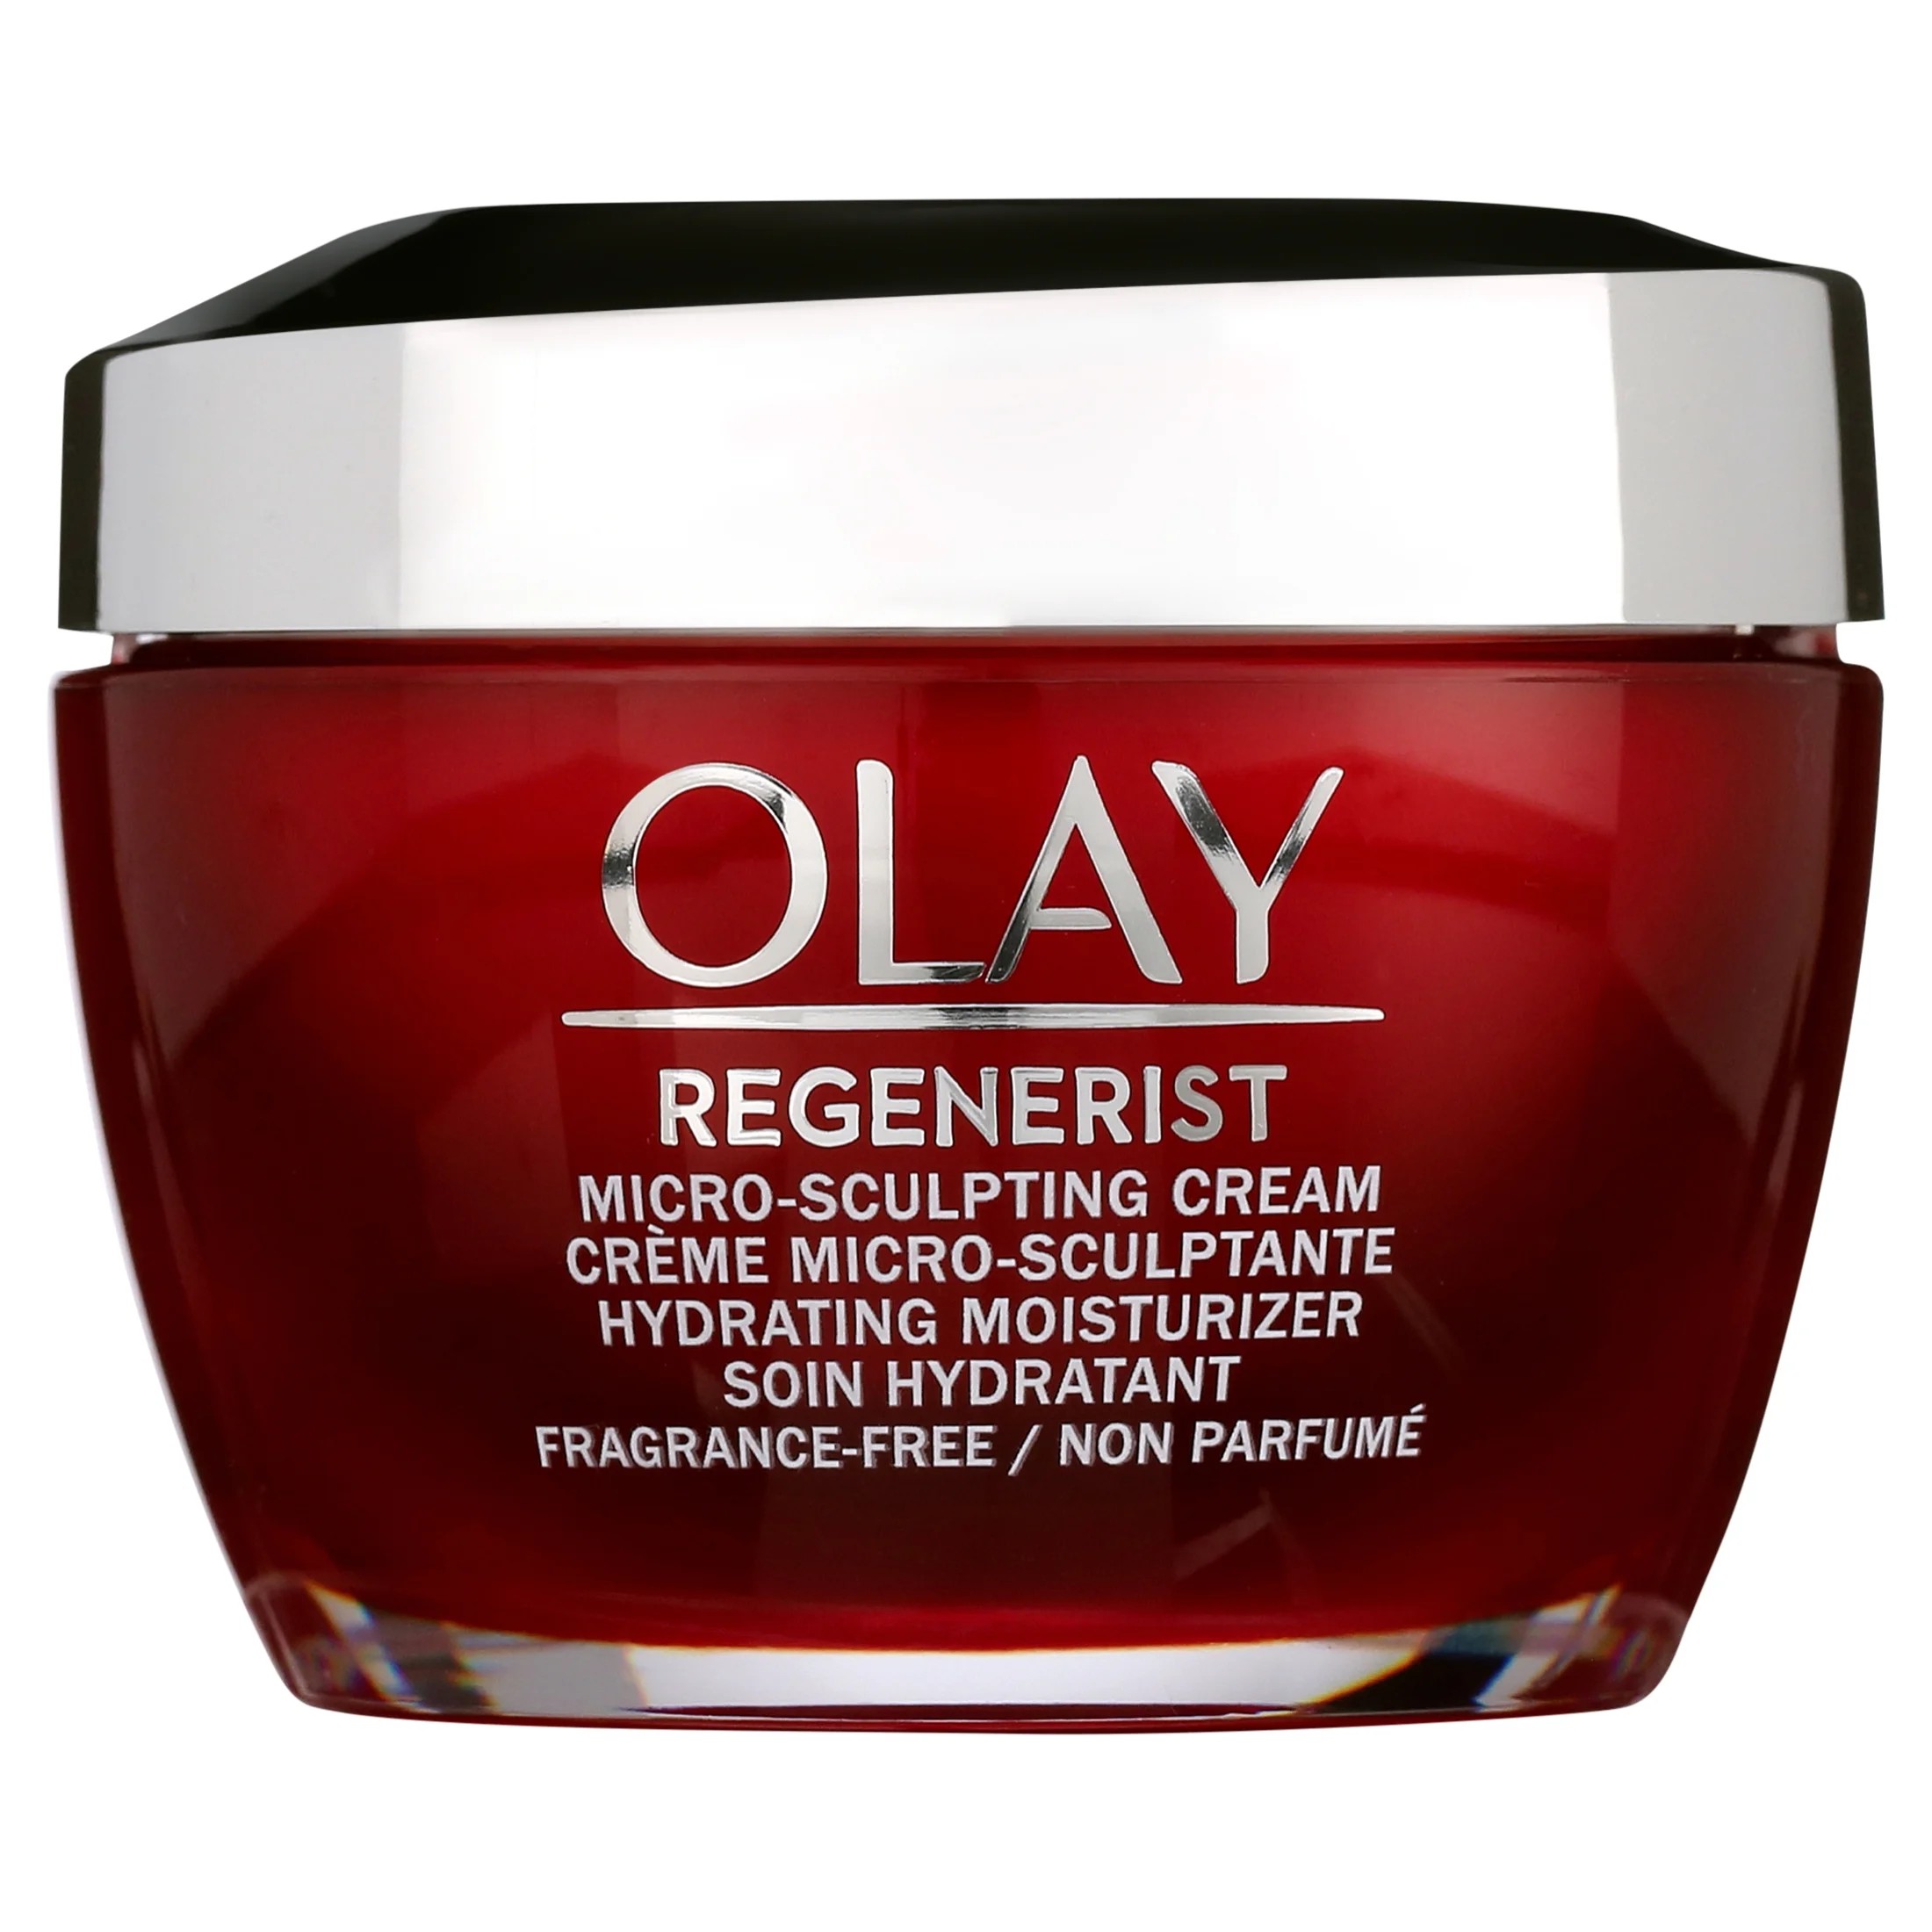 OLAY
REGENERIST
MICRO-SCULPTING CREAM
CRÈME MICRO-SCULPTANTE
HYDRATING MOISTURIZER
SOIN HYDRATANT
FRAGRANCE-FREE / NON PARFUMÉ